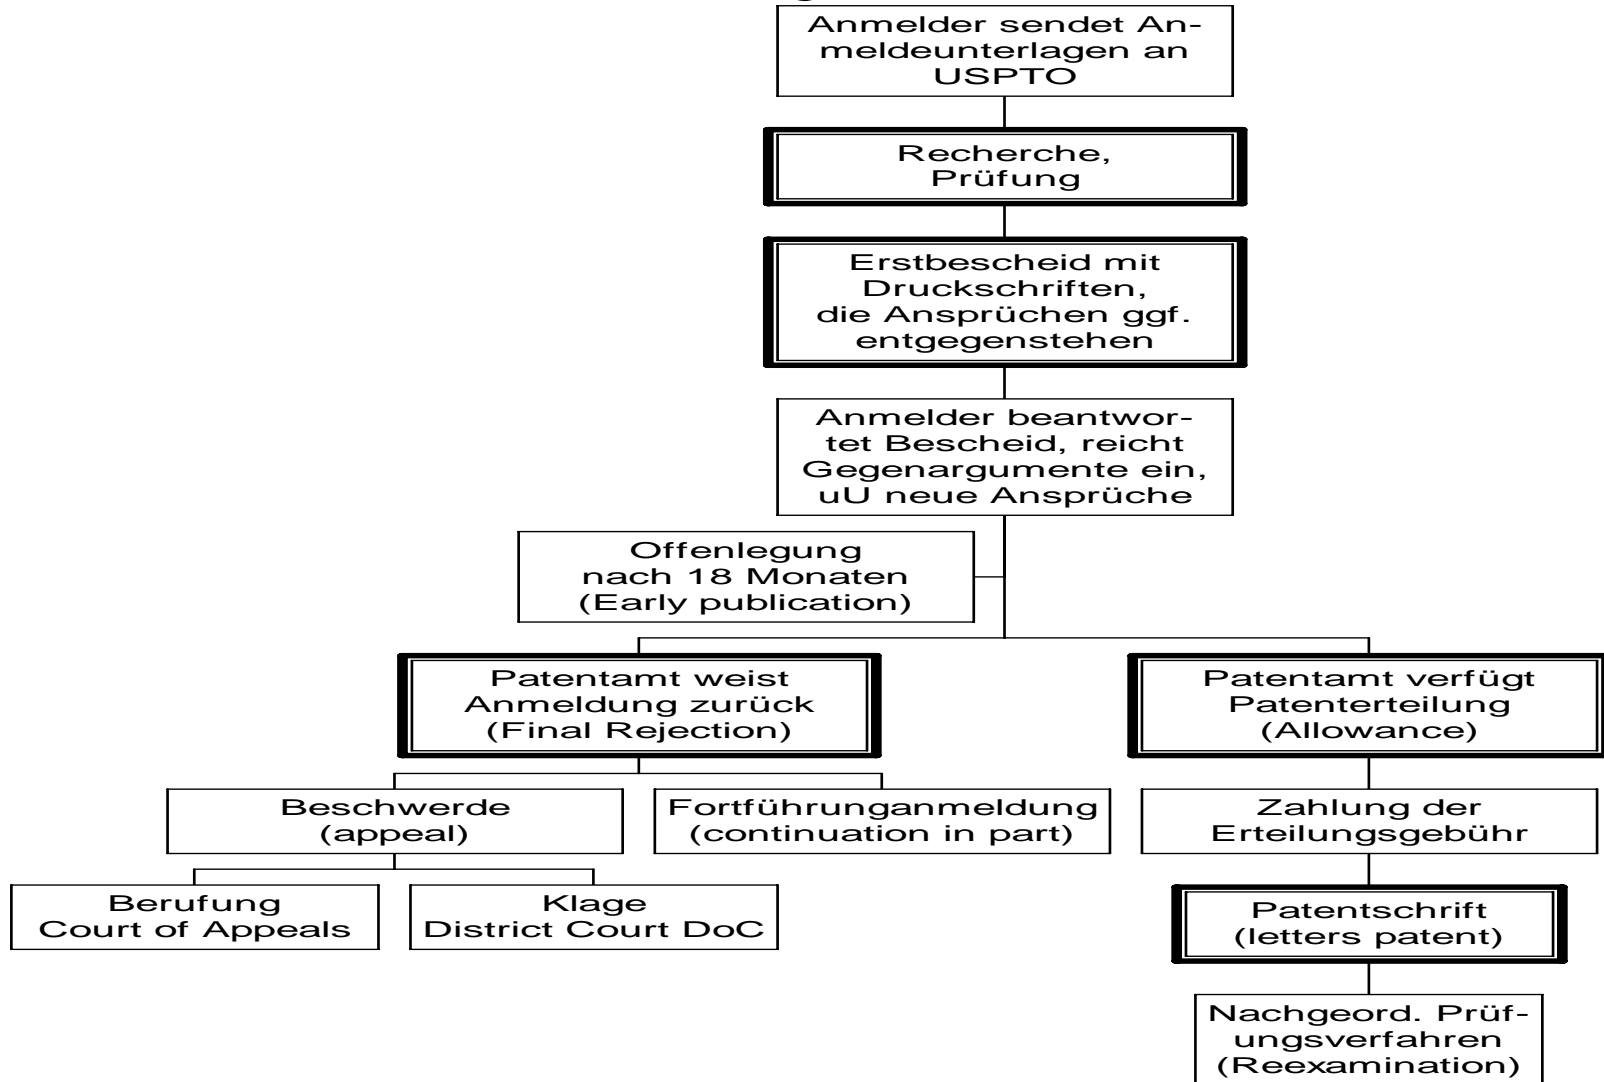 Anmelder sendet An-
meldeunterlagen an
USPTO
Recherche,
Prüfung
Erstbescheid mit
Druckschriften,
die Ansprüchen ggf.
entgegenstehen
Anmelder beantwor-
tet Bescheid, reicht
Gegenargumente ein,
uU neue Ansprüche
Offenlegung
nach 18 Monaten
(Early publication)
Patentamt weist
Anmeldung zurück
(Final Rejection)
Patentamt verfügt
Patenterteilung
(Allowance)
Beschwerde
(appeal)
Fortführunganmeldung
(continuation in part)
Zahlung der
Erteilungsgebühr
Berufung
Court of Appeals
Klage
District Court DoC
Patentschrift
(letters patent)
Nachgeord. Prüf-
ungsverfahren
(Reexamination)